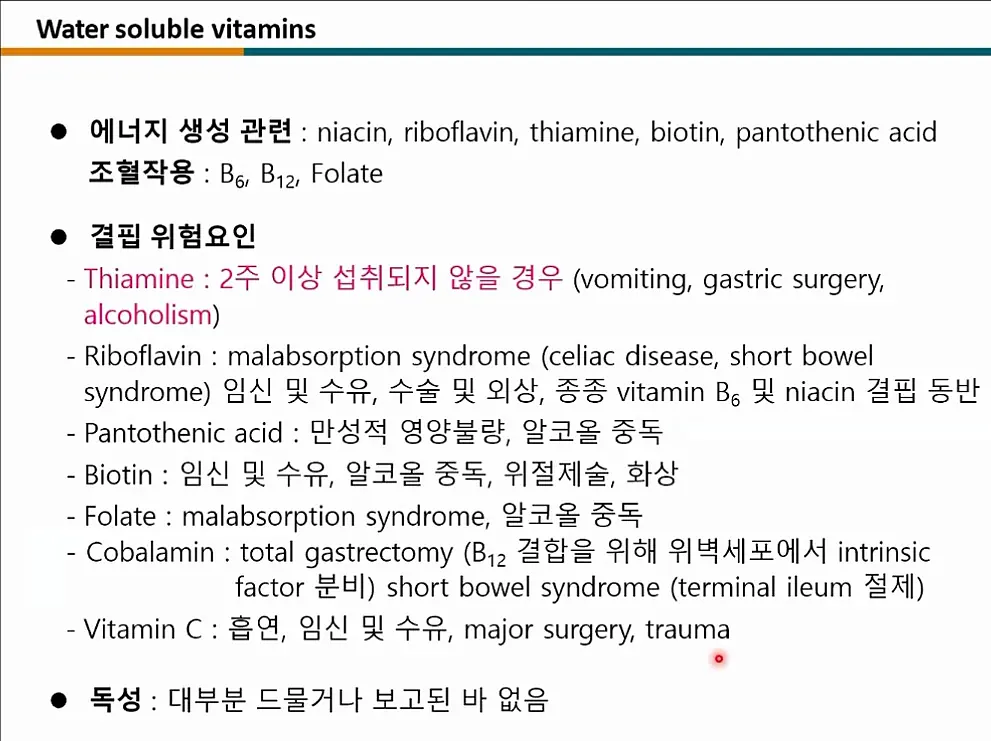 Water soluble vitamins
● 에너지 생성 관련 : niacin, riboflavin, thiamine, biotin, pantothenic acid
조혈작용 : B6, B12, Folate
● 결핍 위험요인
- Thiamine : 2주 이상 섭취되지 않을 경우 (vomiting, gastric surgery,
alcoholism)
- Riboflavin : malabsorption syndrome (celiac disease, short bowel
syndrome) 임신 및 수유, 수술 및 외상, 종종 vitamin B6 및 niacin 결핍 동반
- Pantothenic acid : 만성적 영양불량, 알코올 중독
- Biotin : 임신 및 수유, 알코올 중독, 위절제술, 화상
- Folate : malabsorption syndrome, 알코올 중독
- Cobalamin : total gastrectomy (B12 결합을 위해 위벽세포에서 intrinsic
factor 분비) short bowel syndrome (terminal ileum 절제)
- Vitamin C : 흡연, 임신 및 수유, major surgery, trauma
● 독성 : 대부분 드물거나 보고된 바 없음